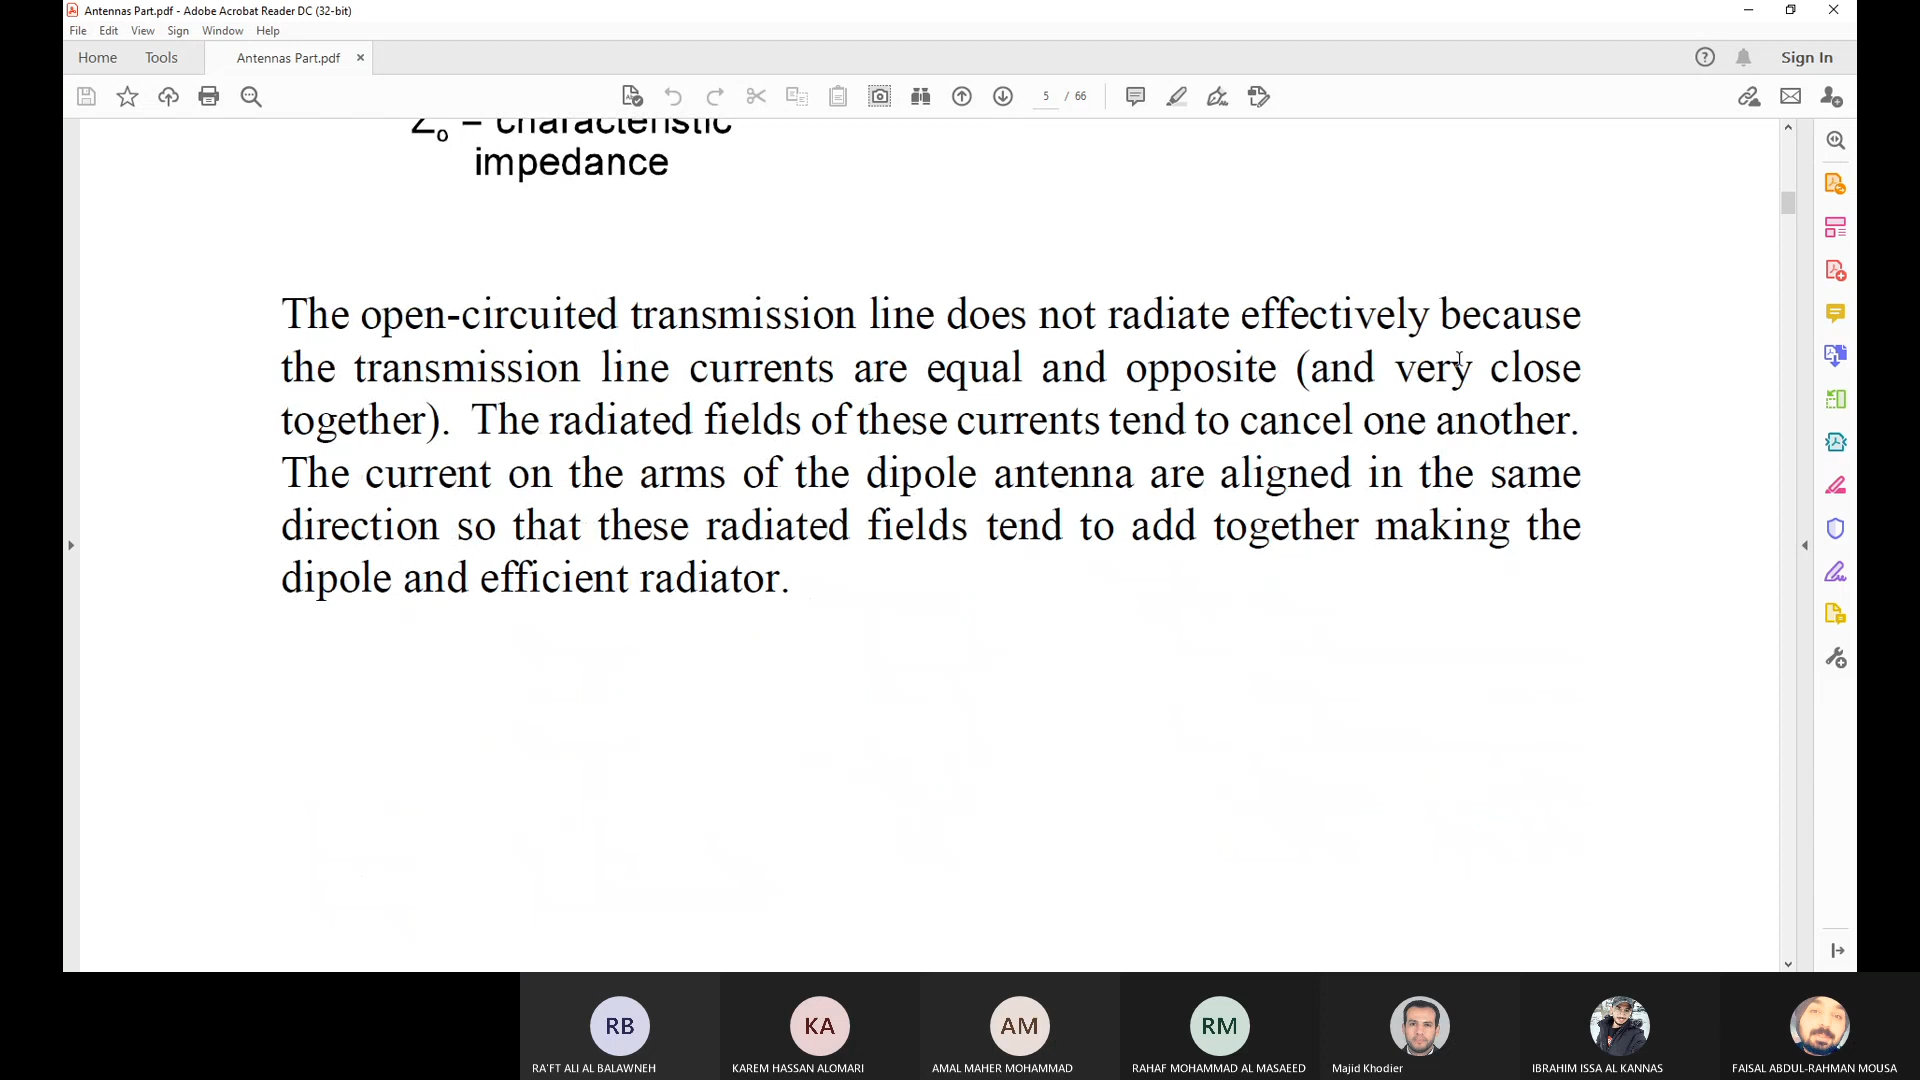 Antennas Part.pdf - Adobe Acrobat Reader DC (32-bit)
File Edit View Sign Window Help
Home Tools Antennas Part.pdf × Sign In
5 / 66
Zo = characteristic
impedance
The open-circuited transmission line does not radiate effectively because
the transmission line currents are equal and opposite (and very close
together). The radiated fields of these currents tend to cancel one another.
The current on the arms of the dipole antenna are aligned in the same
direction so that these radiated fields tend to add together making the
dipole and efficient radiator.
RB KA AM RM
RA'FT ALI AL BALAWNEH KAREM HASSAN ALOMARI AMAL MAHER MOHAMMAD RAHAF MOHAMMAD AL MASAEED Majid Khodier IBRAHIM ISSA AL KANNAS FAISAL ABDUL-RAHMAN MOUSA